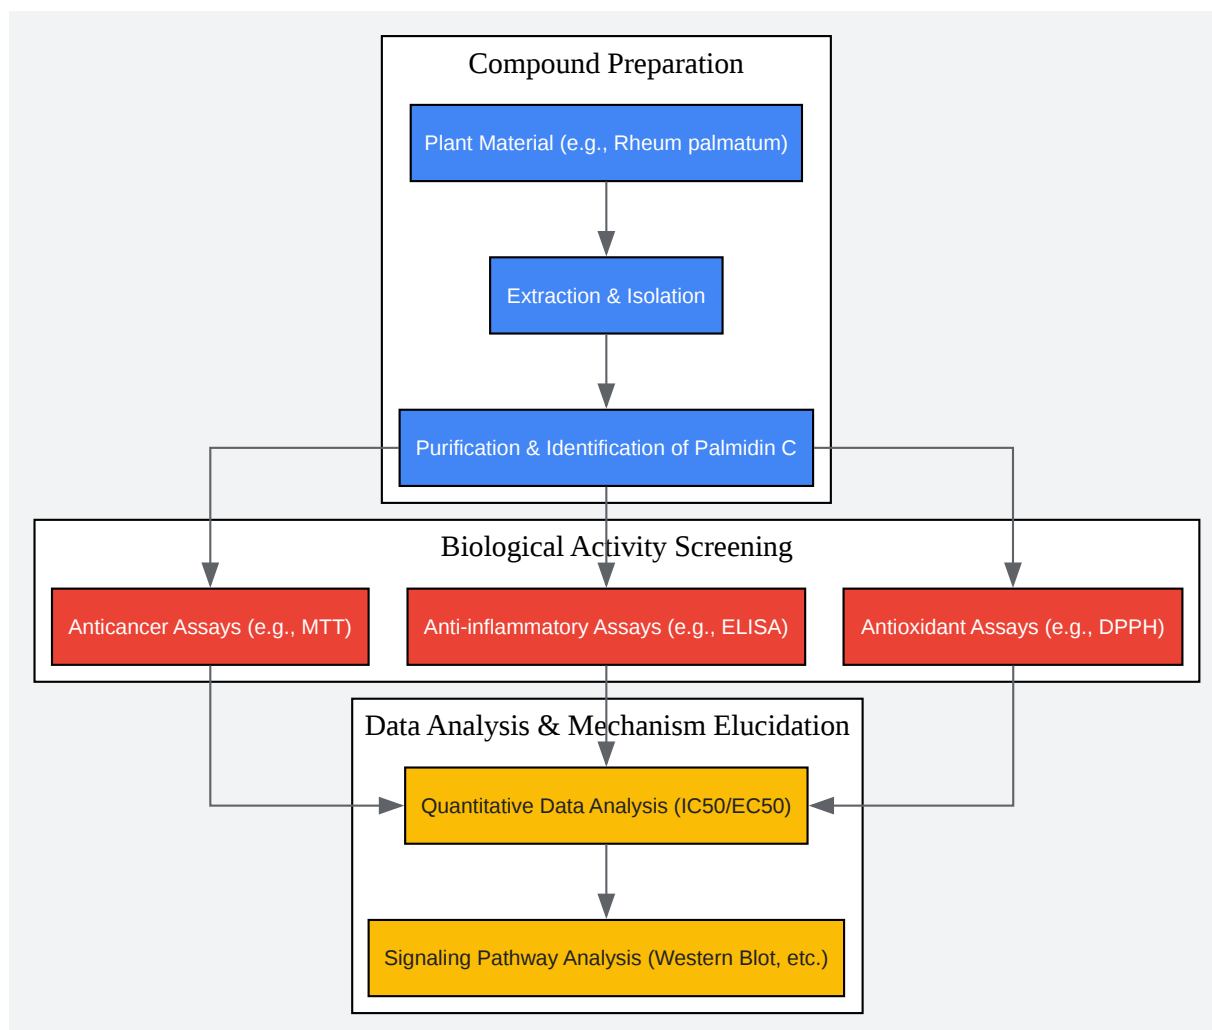 Compound Preparation
Plant Material (e.g., Rheum palmatum)
Extraction & Isolation
Purification & Identification of Palmidin C
Biological Activity Screening
Anticancer Assays (e.g., MTT)
Anti-inflammatory Assays (e.g., ELISA)
Antioxidant Assays (e.g., DPPH)
Data Analysis & Mechanism Elucidation
Quantitative Data Analysis (IC50/EC50)
Signaling Pathway Analysis (Western Blot, etc.)